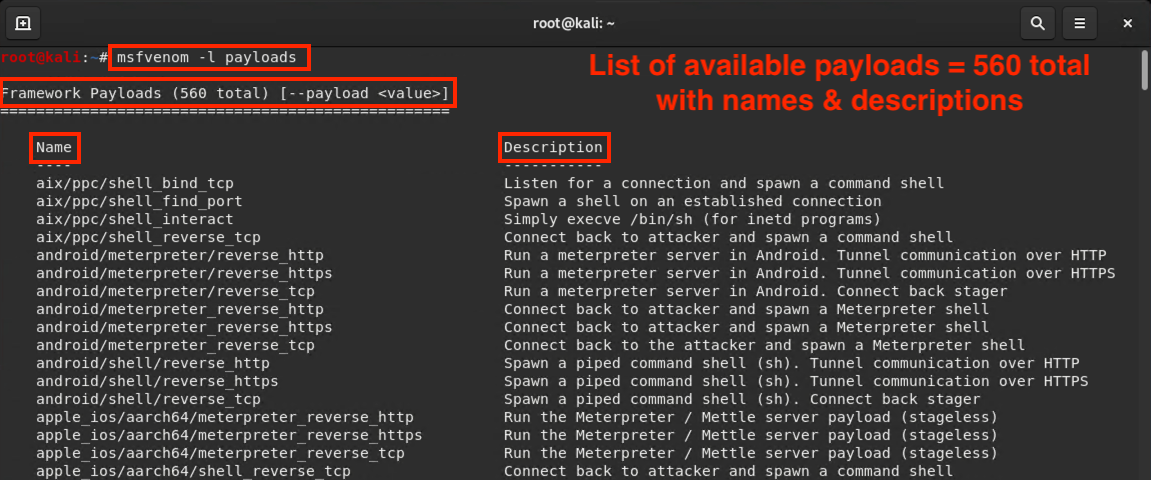 root@kali: ~
root@kali:~# msfvenom -l payloads
List of available payloads = 560 total
with names & descriptions
Framework Payloads (560 total) [--payload <value>]
==================================================
Name Description
---- -----------
aix/ppc/shell_bind_tcp Listen for a connection and spawn a command shell
aix/ppc/shell_find_port Spawn a shell on an established connection
aix/ppc/shell_interact Simply execve /bin/sh (for inetd programs)
aix/ppc/shell_reverse_tcp Connect back to attacker and spawn a command shell
android/meterpreter/reverse_http Run a meterpreter server in Android. Tunnel communication over HTTP
android/meterpreter/reverse_https Run a meterpreter server in Android. Tunnel communication over HTTPS
android/meterpreter/reverse_tcp Run a meterpreter server in Android. Connect back stager
android/meterpreter_reverse_http Connect back to attacker and spawn a Meterpreter shell
android/meterpreter_reverse_https Connect back to attacker and spawn a Meterpreter shell
android/meterpreter_reverse_tcp Connect back to the attacker and spawn a Meterpreter shell
android/shell/reverse_http Spawn a piped command shell (sh). Tunnel communication over HTTP
android/shell/reverse_https Spawn a piped command shell (sh). Tunnel communication over HTTPS
android/shell/reverse_tcp Spawn a piped command shell (sh). Connect back stager
apple_ios/aarch64/meterpreter_reverse_http Run the Meterpreter / Mettle server payload (stageless)
apple_ios/aarch64/meterpreter_reverse_https Run the Meterpreter / Mettle server payload (stageless)
apple_ios/aarch64/meterpreter_reverse_tcp Run the Meterpreter / Mettle server payload (stageless)
apple_ios/aarch64/shell_reverse_tcp Connect back to attacker and spawn a command shell